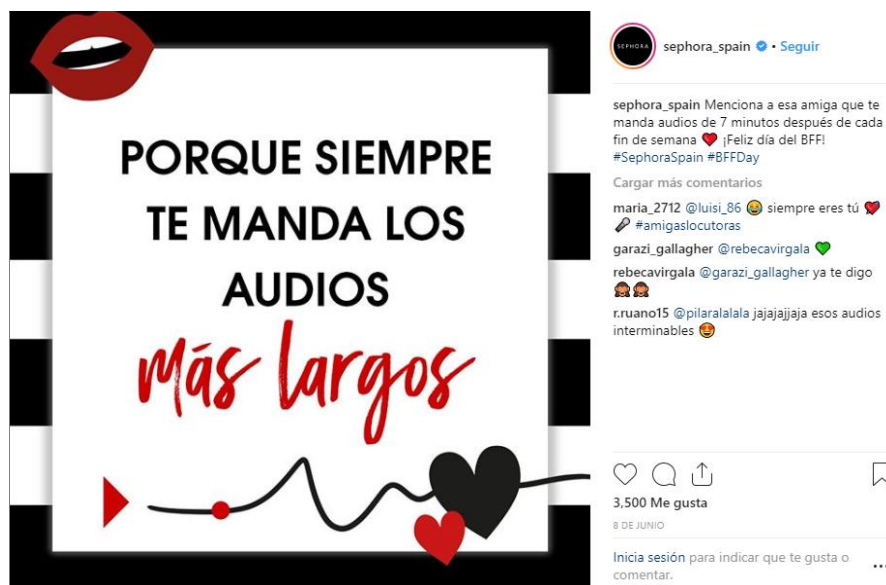 PORQUE SIEMPRE
TE MANDA LOS
AUDIOS
más largos
SEPHORA
sephora_spain • Seguir
sephora_spain Menciona a esa amiga que te
manda audios de 7 minutos después de cada
fin de semana ❤️ ¡Feliz día del BFF!
#SephoraSpain #BFFDay
Cargar más comentarios
maria_2712 @luisi_86 😂 siempre eres tú 💘
🎤 #amigaslocutoras
garazi_gallagher @rebecavirgala 💚
rebecavirgala @garazi_gallagher ya te digo
🙈🙈
r.ruano15 @pilaralalala jajajajjaja esos audios
interminables 😍
3,500 Me gusta
8 DE JUNIO
Inicia sesión para indicar que te gusta o
comentar.